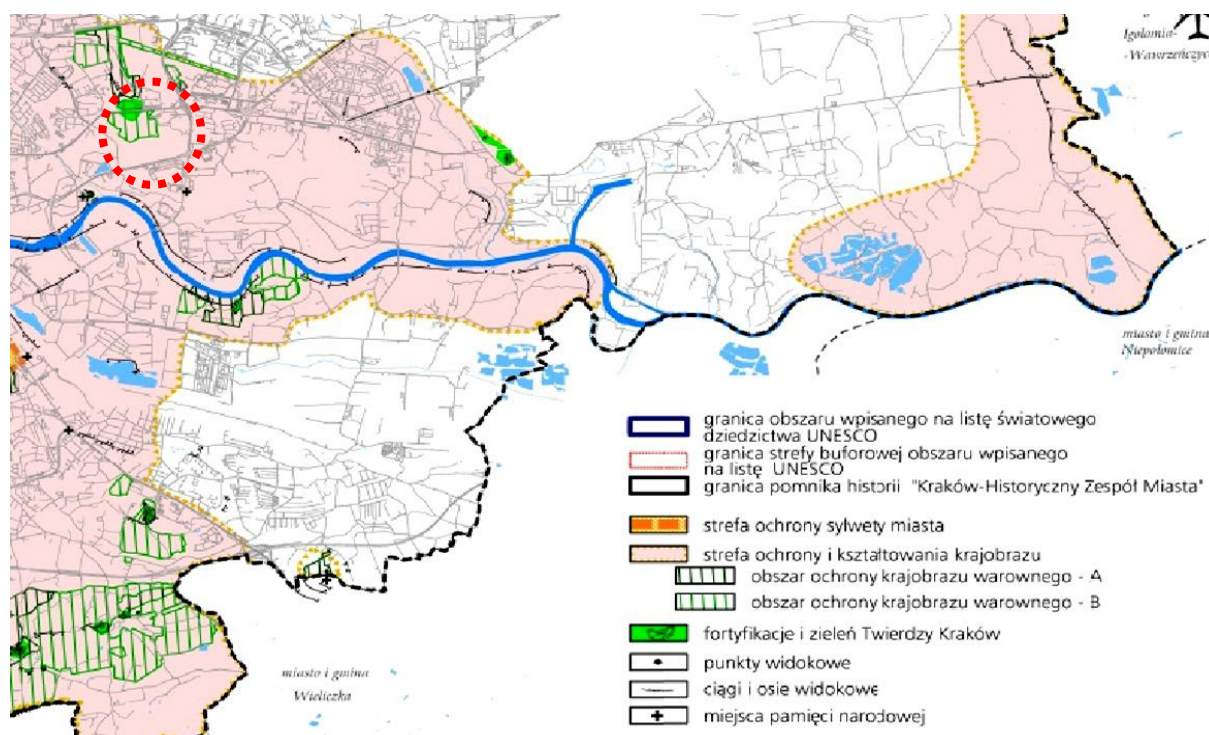 Igołomia-
-Wawrzeńczyce
miasto i gmina
Niepołomice
granica obszaru wpisanego na listę światowego
dziedzictwa UNESCO
granica strefy buforowej obszaru wpisanego
na listę UNESCO
granica pomnika historii "Kraków-Historyczny Zespół Miasta"
strefa ochrony sylwety miasta
strefa ochrony i kształtowania krajobrazu
obszar ochrony krajobrazu warownego - A
obszar ochrony krajobrazu warownego - B
fortyfikacje i zieleń Twierdzy Kraków
punkty widokowe
ciągi i osie widokowe
miejsca pamięci narodowej
miasto i gmina
Wieliczka